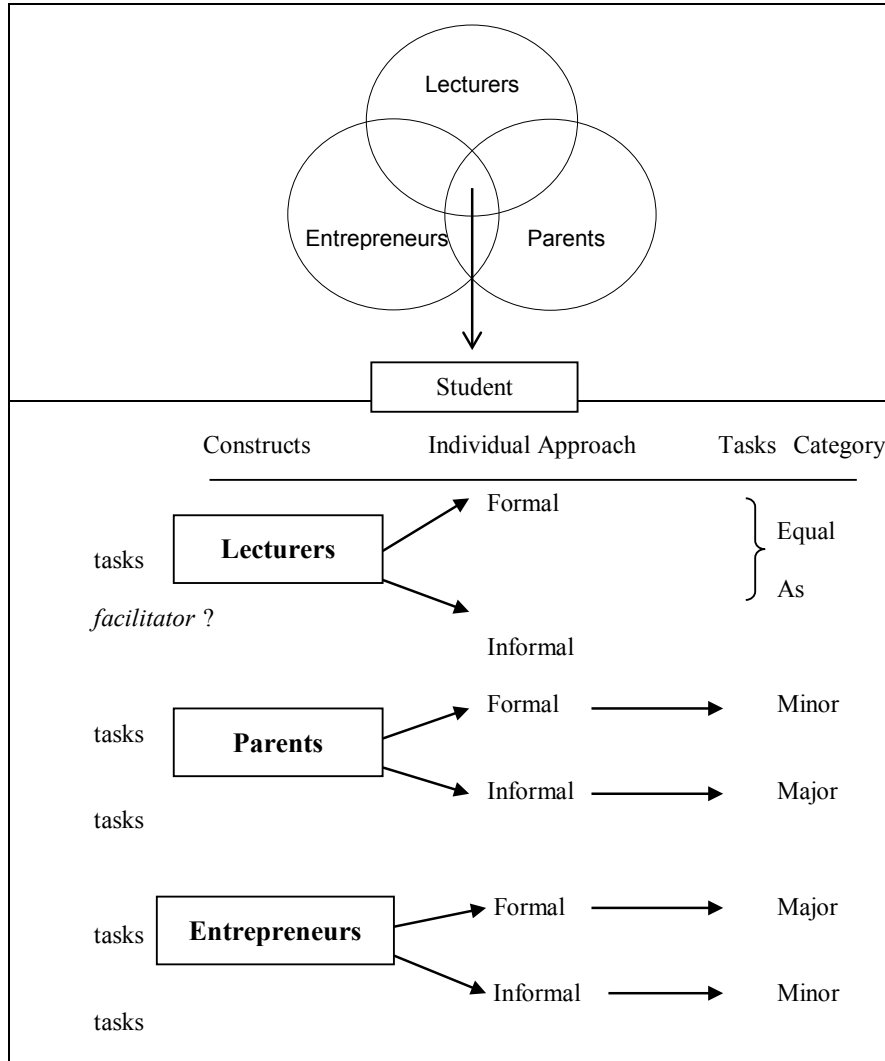 Lecturers
Entrepreneurs Parents
Student
Constructs Individual Approach Tasks Category
Formal
Lecturers Equal
tasks
As
facilitator ?
Informal
Formal Minor
tasks Parents
Informal Major
tasks
Formal Major
tasks Entrepreneurs
Informal Minor
tasks